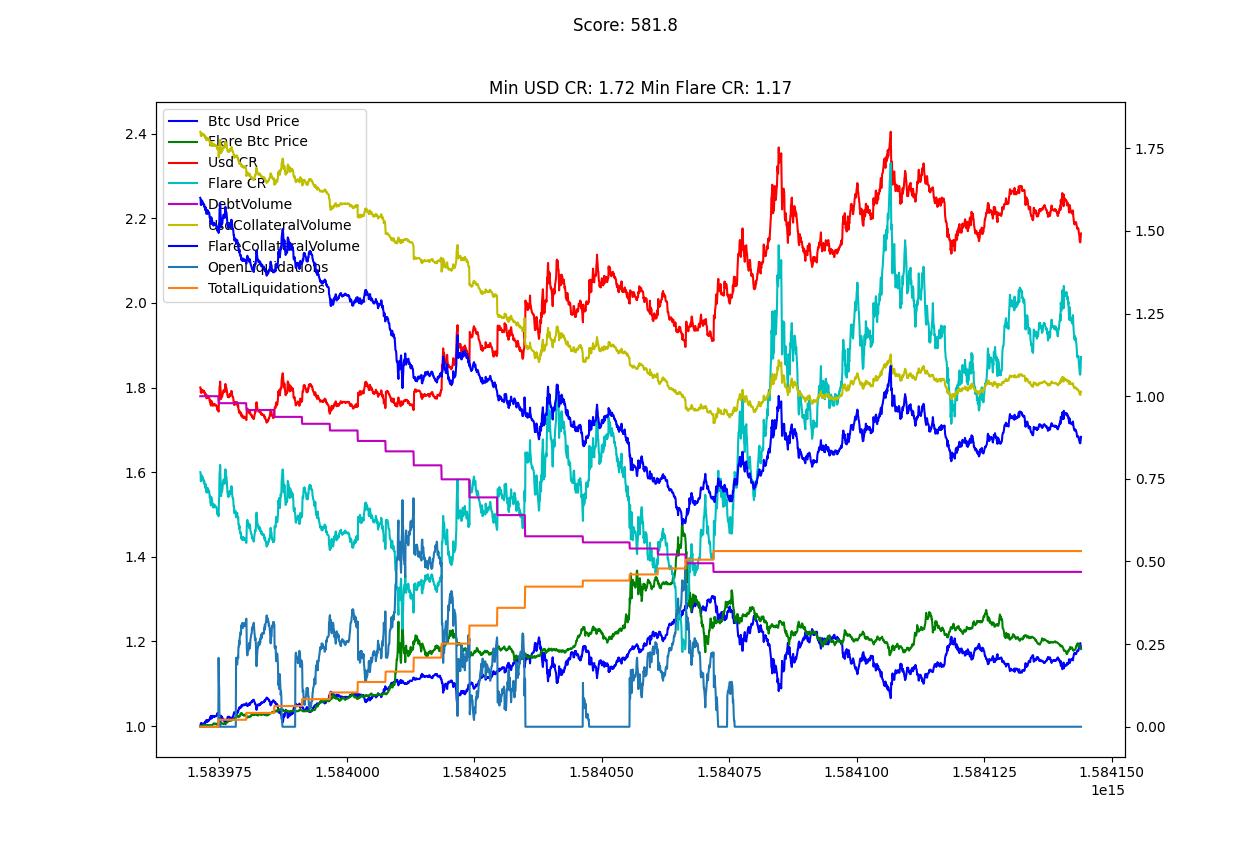 Score: 581.8
Min USD CR: 1.72 Min Flare CR: 1.17
Btc Usd Price
Flare Btc Price
Usd CR
Flare CR
DebtVolume
UsdCollateralVolume
FlareCollateralVolume
OpenLiquidations
TotalLiquidations
2.4
2.2
2.0
1.8
1.6
1.4
1.2
1.0
1.75
1.50
1.25
1.00
0.75
0.50
0.25
0.00
1.583975 1.584000 1.584025 1.584050 1.584075 1.584100 1.584125 1.584150
1e15